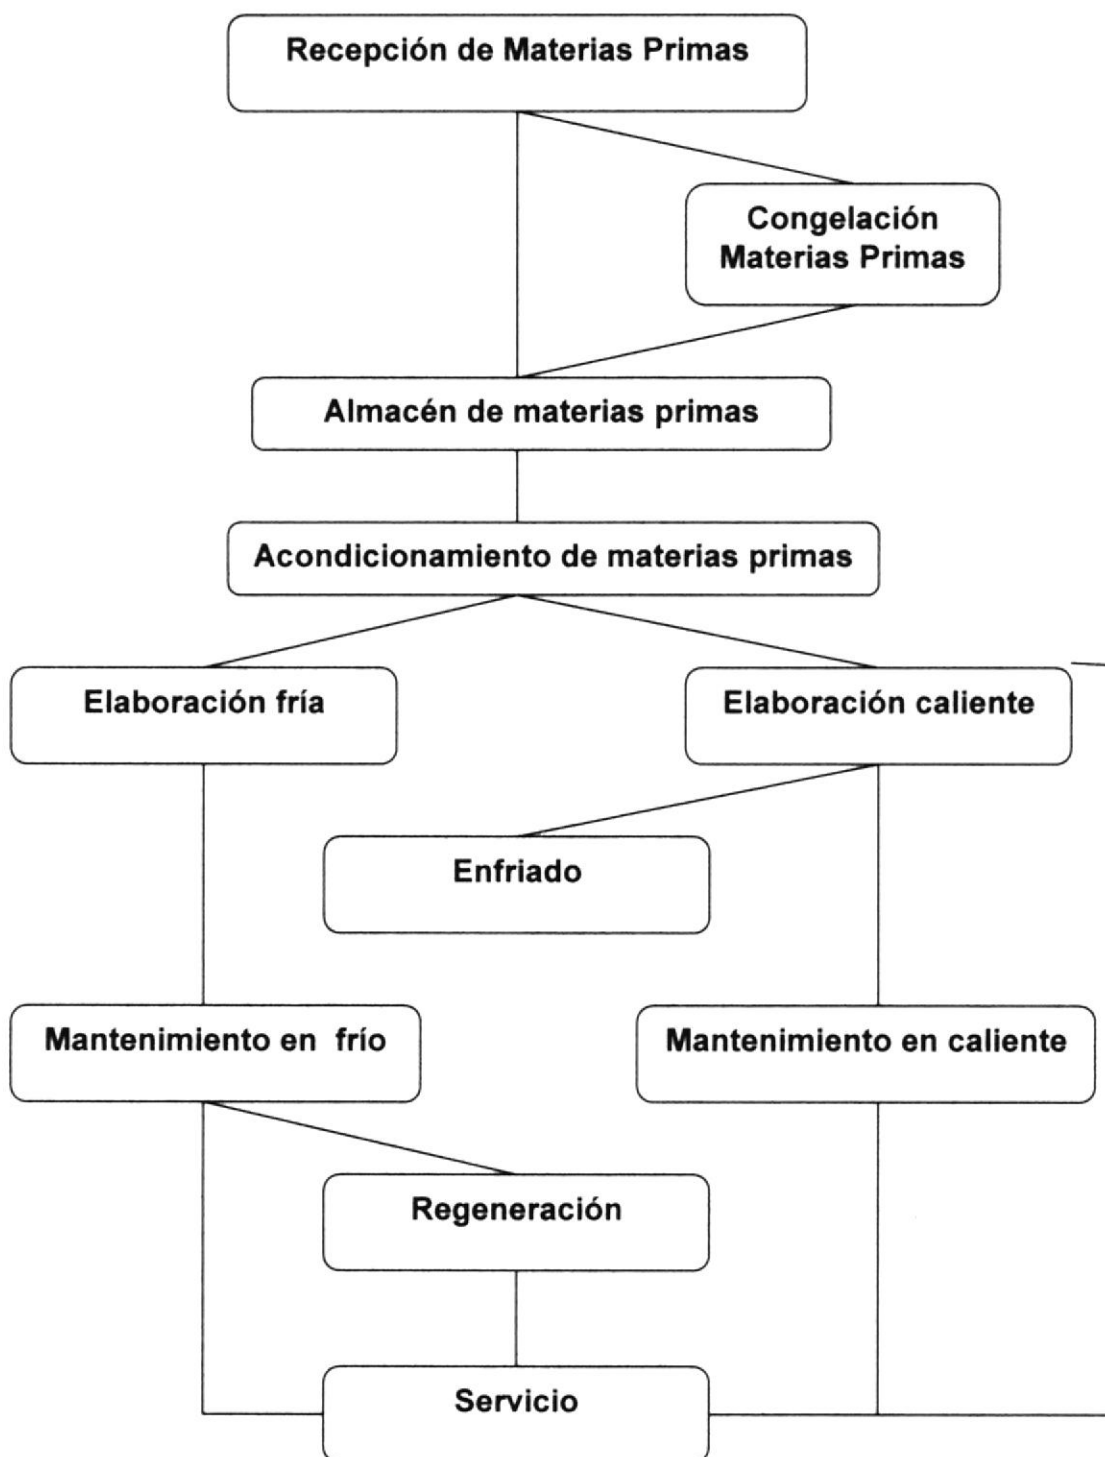 Recepción de Materias Primas
Congelación
Materias Primas
Almacén de materias primas
Acondicionamiento de materias primas
Elaboración fría
Elaboración caliente
Enfriado
Mantenimiento en  frío
Mantenimiento en caliente
Regeneración
Servicio